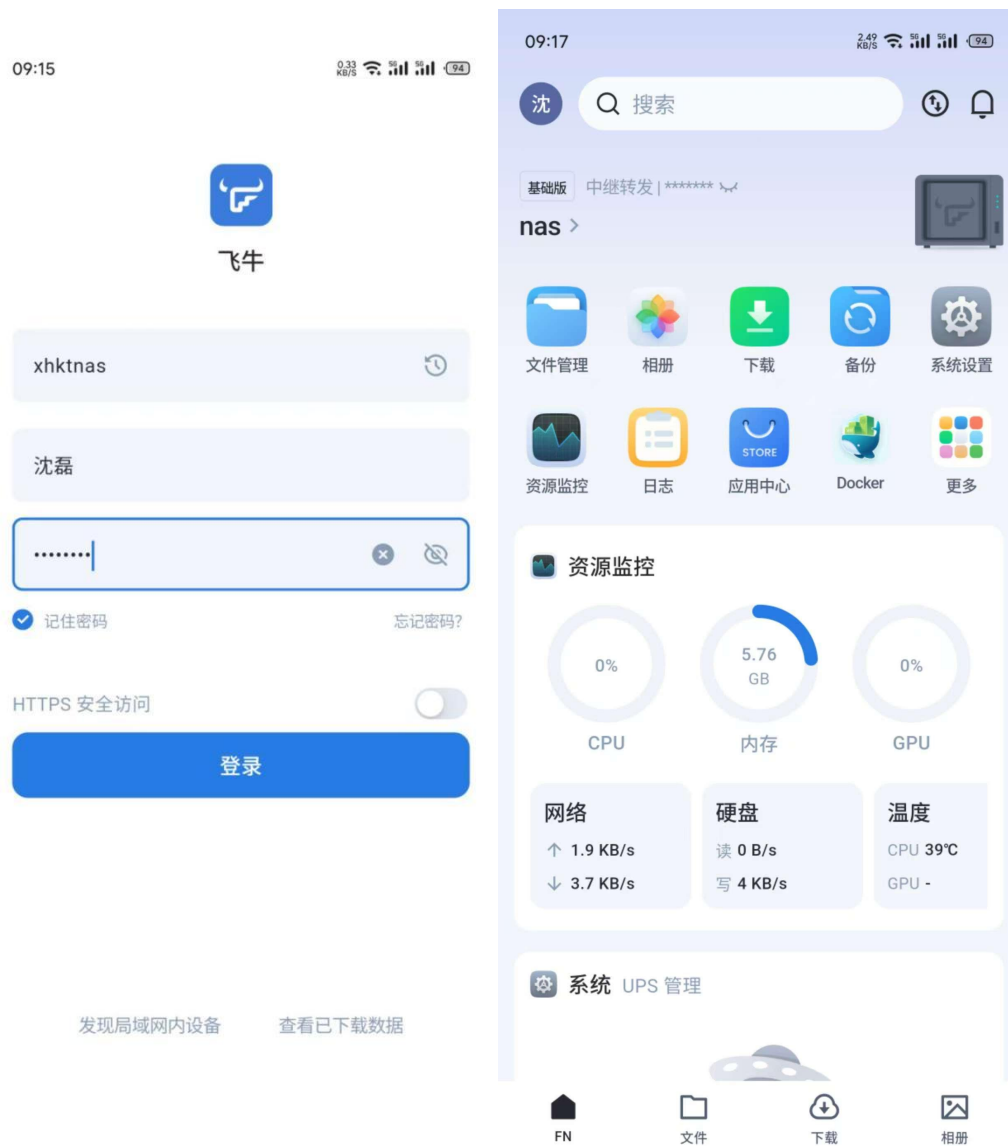 09:15
0.33 KB/S
5G
5G
94
飞牛
xhktnas
沈磊
••••••••
记住密码
忘记密码?
HTTPS 安全访问
登录
发现局域网内设备
查看已下载数据
09:17
2.49 KB/S
5G
5G
94
沈
搜索
基础版
中继转发 | *******
nas
文件管理
相册
下载
备份
系统设置
STORE
资源监控
日志
应用中心
Docker
更多
资源监控
0%
5.76 GB
0%
CPU
内存
GPU
网络
硬盘
温度
↑ 1.9 KB/s
读 0 B/s
CPU 39℃
↓ 3.7 KB/s
写 4 KB/s
GPU -
系统 UPS 管理
FN
文件
下载
相册